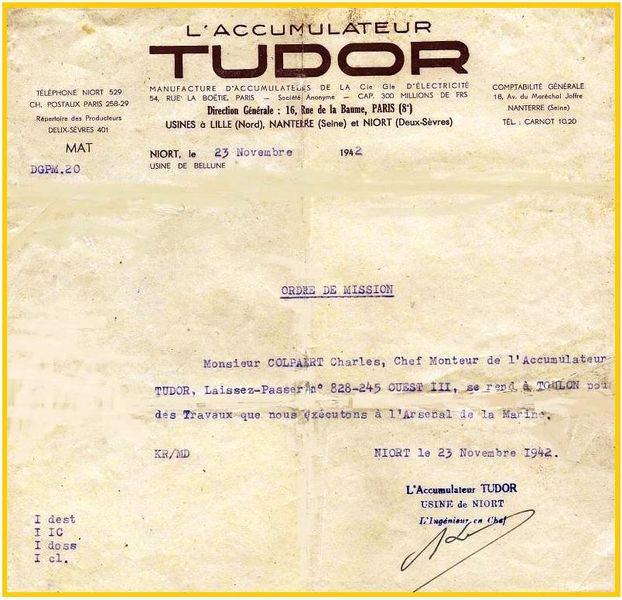 L'ACCUMULATEUR
TUDOR
MANUFACTURE D'ACCUMULATEURS DE LA Cie Gle D'ÉLECTRICITÉ
54, RUE LA BOËTIE, PARIS — Société Anonyme — CAP. 300 MILLIONS DE FRS
Direction Générale : 16, Rue de la Baume, PARIS (8e)
USINES à LILLE (Nord), NANTERRE (Seine) et NIORT (Deux-Sèvres)
TÉLÉPHONE NIORT 529
CH. POSTAUX PARIS 258-29
Répertoire des Producteurs
DEUX-SÈVRES 401
COMPTABILITÉ GÉNÉRALE
18, Av. du Maréchal Joffre
NANTERRE (Seine)
TÉL. : CARNOT 10.20
MAT
DGPM.20
NIORT, le 23 Novembre 1942
USINE DE BELLUNE
ORDRE DE MISSION
Monsieur COLPAERT Charles, Chef Monteur de l'Accumulateur
TUDOR, Laissez-Passer n° 828-245 OUEST III, se rend à TOULON pou
des Travaux que nous exécutons à l'Arsenal de la Marine.
KR/MD NIORT le 23 Novembre 1942.
L'Accumulateur TUDOR
USINE de NIORT
L'Ingénieur en Chef
I dest
I IC
I doss
I cl.